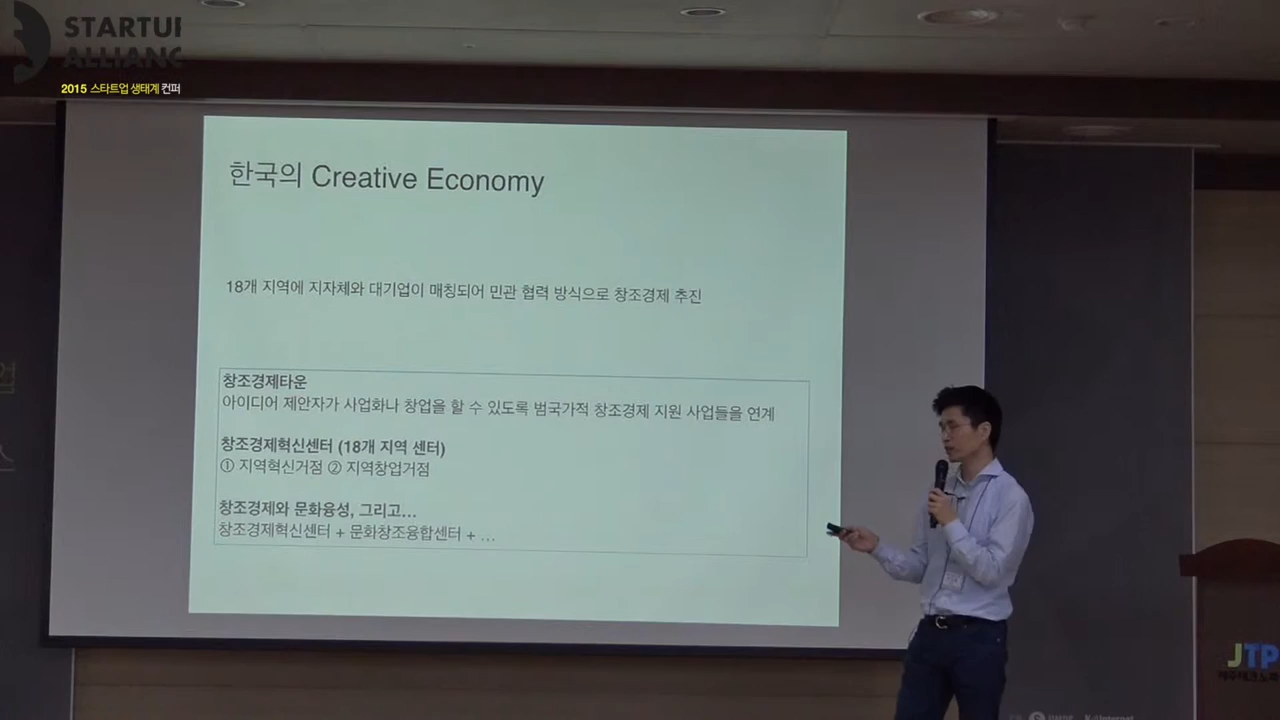 STARTUP
ALLIANC
2015 스타트업 생태계 컨퍼
한국의 Creative Economy
18개 지역에 지자체와 대기업이 매칭되어 민관 협력 방식으로 창조경제 추진
창조경제타운
아이디어 제안자가 사업화나 창업을 할 수 있도록 범국가적 창조경제 지원 사업들을 연계
창조경제혁신센터 (18개 지역 센터)
① 지역혁신거점 ② 지역창업거점
창조경제와 문화융성, 그리고…
창조경제혁신센터 + 문화창조융합센터 + …
JTP